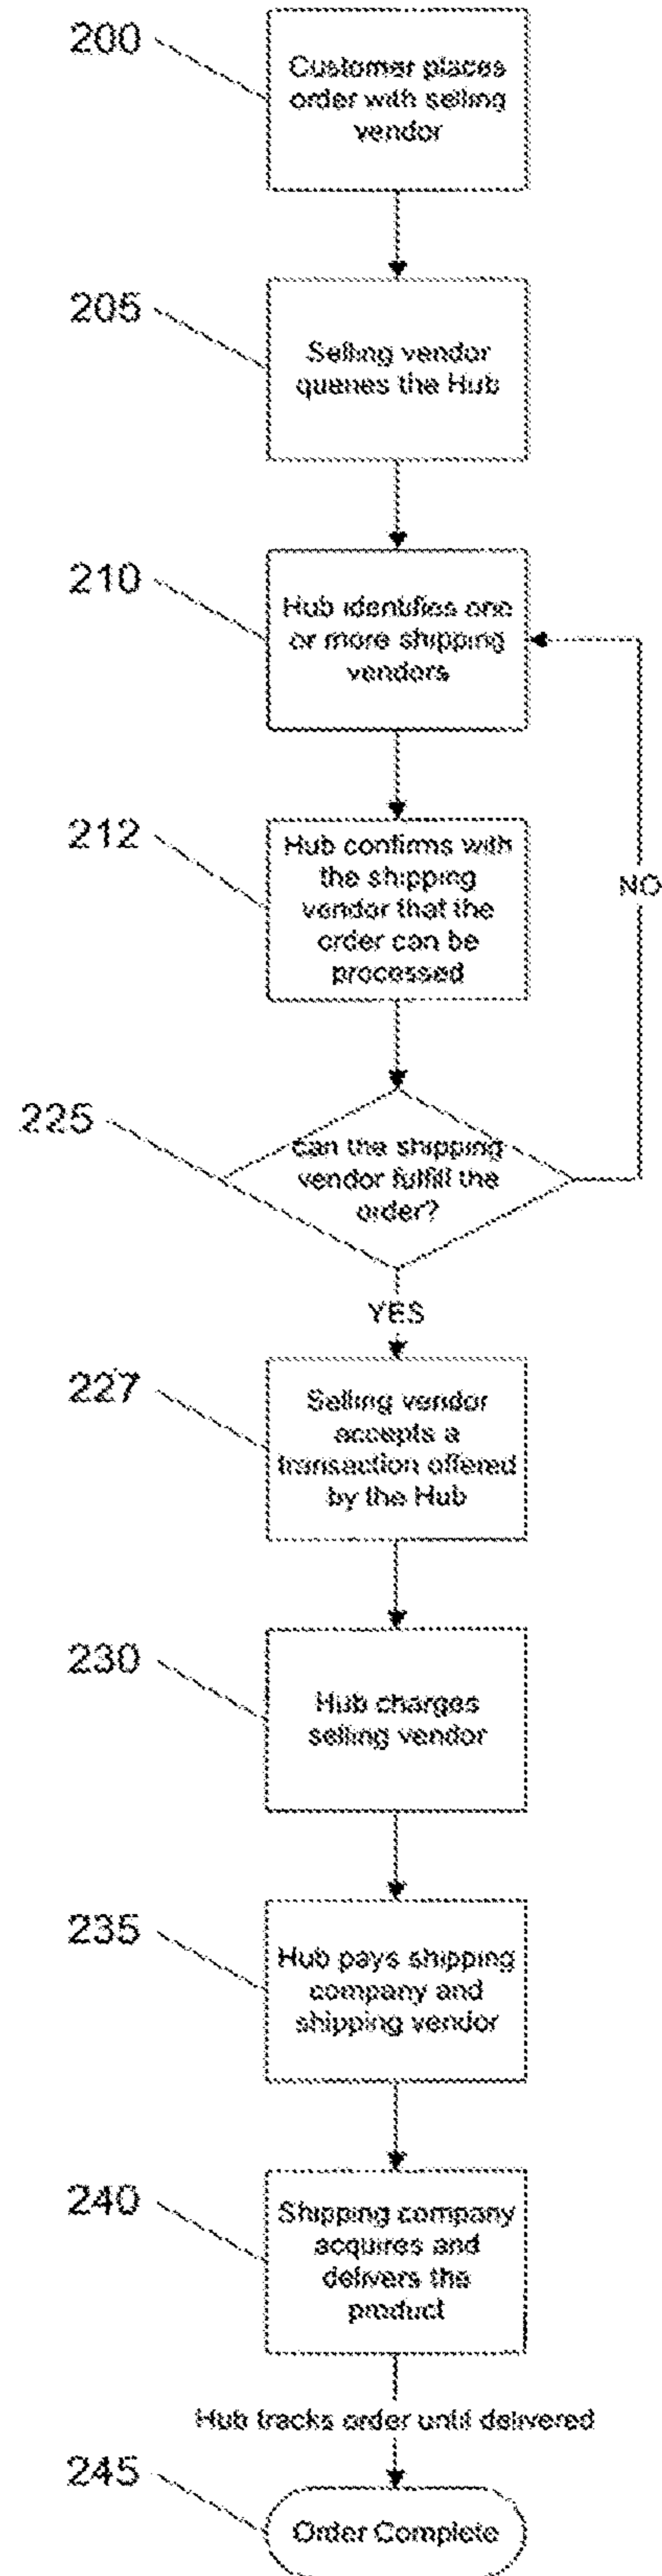 200
Customer places
order with selling
vendor
205
Selling vendor
queries the Hub
210
Hub identifies one
or more shipping
vendors
212
Hub confirms with
the shipping
vendor that the
order can be
processed
NO
225
can the shipping
vendor fulfill the
order?
YES
227
Selling vendor
accepts a
transaction offered
by the Hub
230
Hub charges
selling vendor
235
Hub pays shipping
company and
shipping vendor
240
Shipping company
acquires and
delivers the
product
Hub tracks order until delivered
245
Order Complete